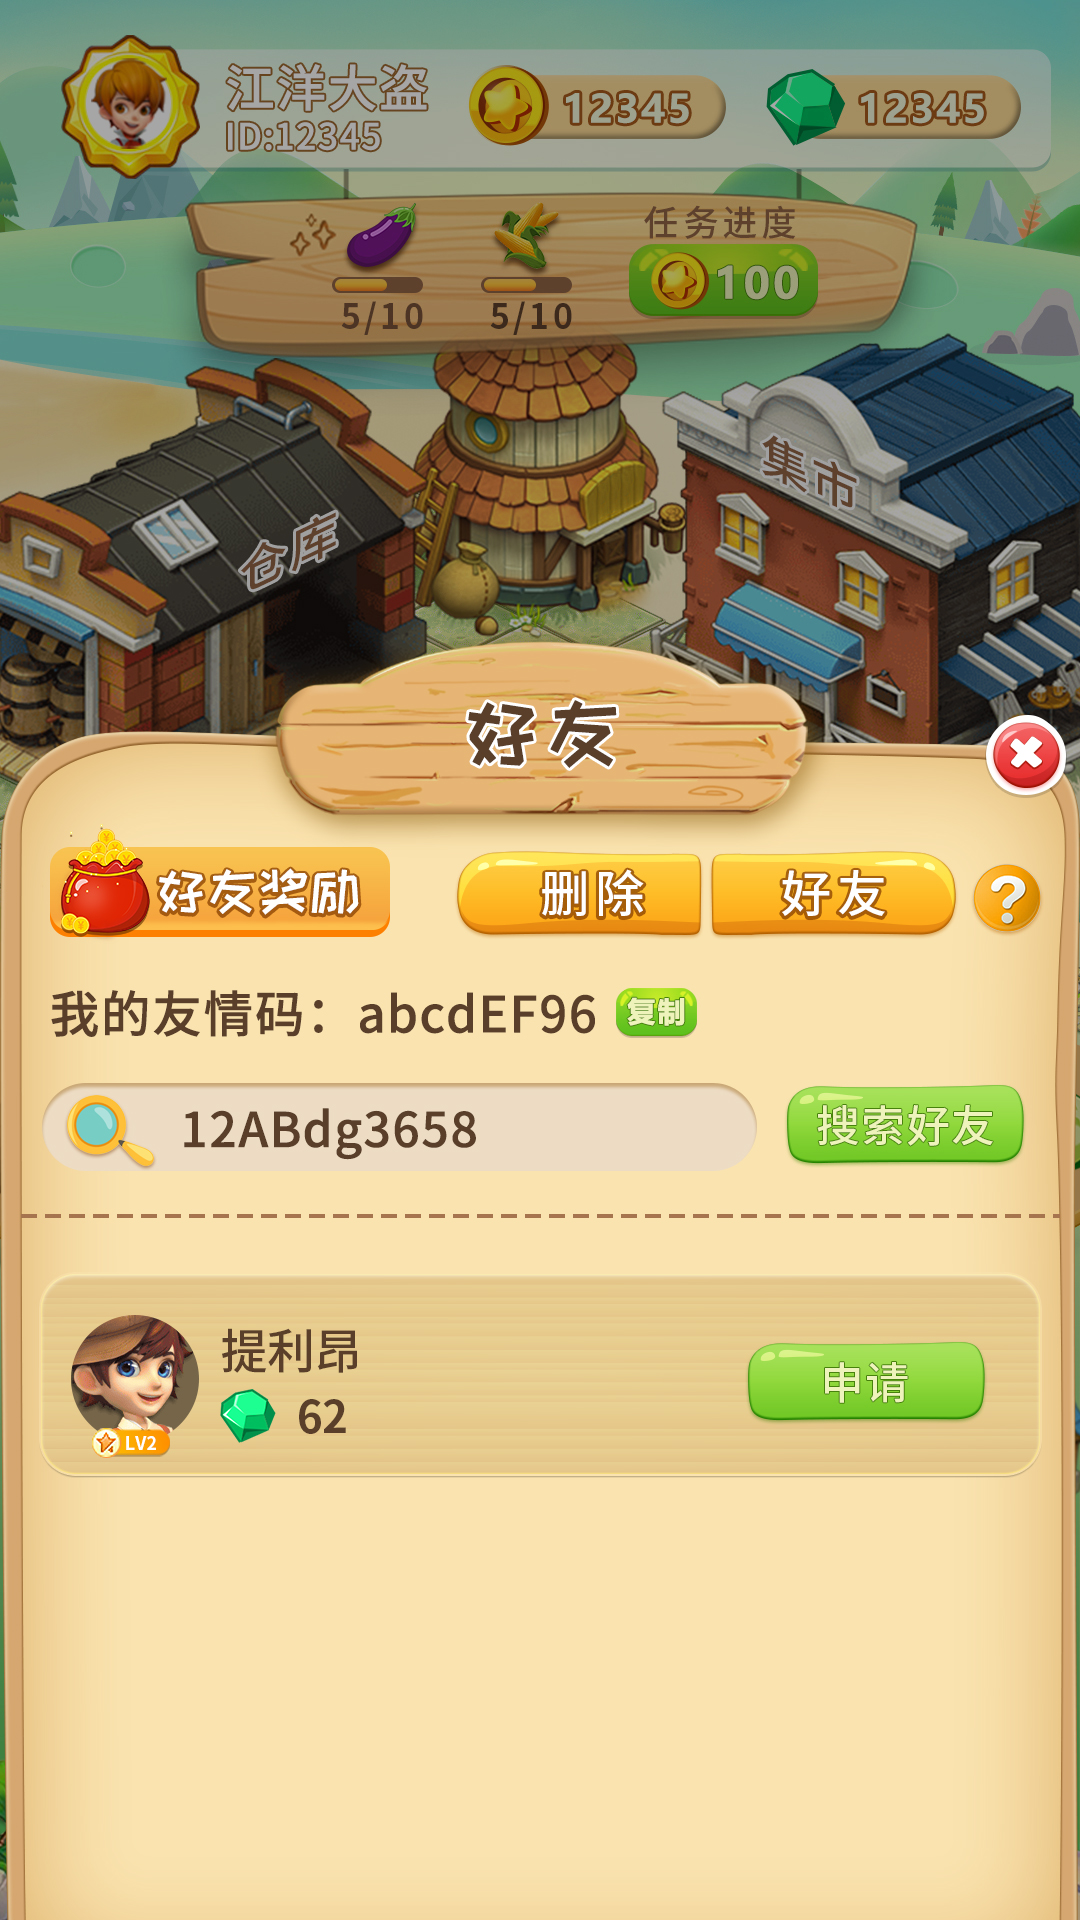 江洋大盗
ID:12345
12345
12345
任务进度
100
5/10
5/10
集市
仓库
好友
好友奖励
删除
好友
?
我的友情码：abcdEF96
复制
12ABdg3658
搜索好友
提利昂
LV2
62
申请